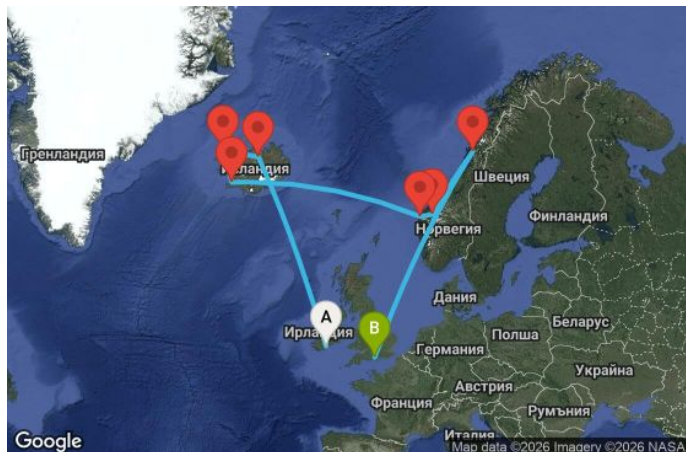 Гренландия
Исландия
Швеция
Норвегия
Финландия
A
Ирландия
B
Дания
Беларус
Полша
Германия
Украйна
Австрия
Франция
Румъния
Италия
Google
Map data ©2026 Imagery ©2026 NASA